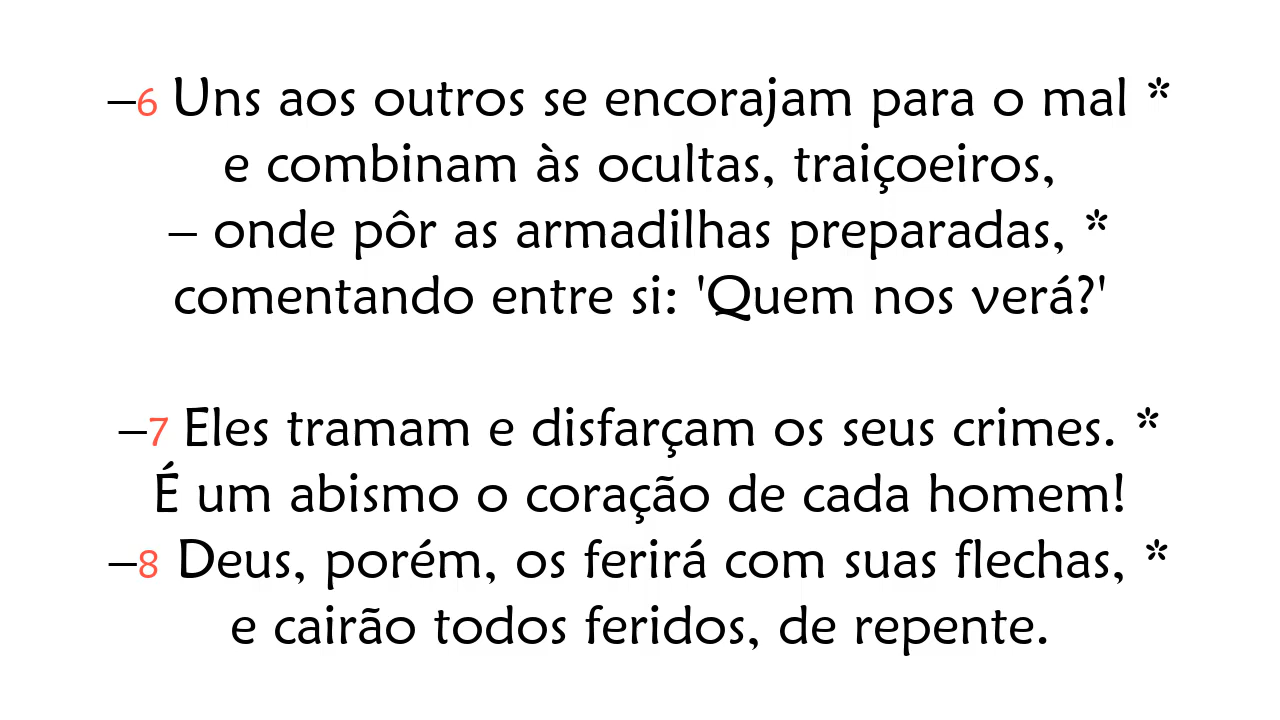 –6 Uns aos outros se encorajam para o mal *
e combinam às ocultas, traiçoeiros,
– onde pôr as armadilhas preparadas, *
comentando entre si: 'Quem nos verá?'
–7 Eles tramam e disfarçam os seus crimes. *
É um abismo o coração de cada homem!
–8 Deus, porém, os ferirá com suas flechas, *
e cairão todos feridos, de repente.